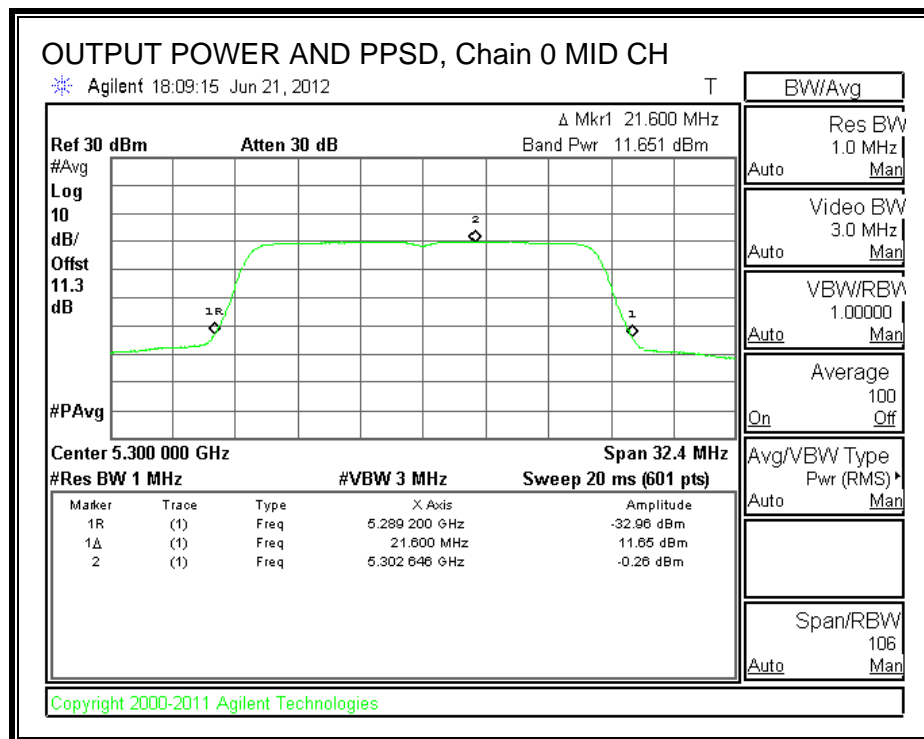 OUTPUT POWER AND PPSD, Chain 0 MID CH
Agilent 18:09:15 Jun 21, 2012 T
Δ Mkr1 21.600 MHz
Ref 30 dBm Atten 30 dB Band Pwr 11.651 dBm
#Avg
Log
10
dB/
Offst
11.3
dB
#PAvg
1R
2
1
Center 5.300 000 GHz Span 32.4 MHz
#Res BW 1 MHz #VBW 3 MHz Sweep 20 ms (601 pts)
Marker Trace Type X Axis Amplitude
1R (1) Freq 5.289 200 GHz -32.96 dBm
1Δ (1) Freq 21.600 MHz 11.65 dBm
2 (1) Freq 5.302 646 GHz -0.26 dBm
BW/Avg
Res BW
1.0 MHz
Auto Man
Video BW
3.0 MHz
Auto Man
VBW/RBW
1.00000
Auto Man
Average
100
On Off
Avg/VBW Type
Pwr (RMS)
Auto Man
Span/RBW
106
Auto Man
Copyright 2000-2011 Agilent Technologies